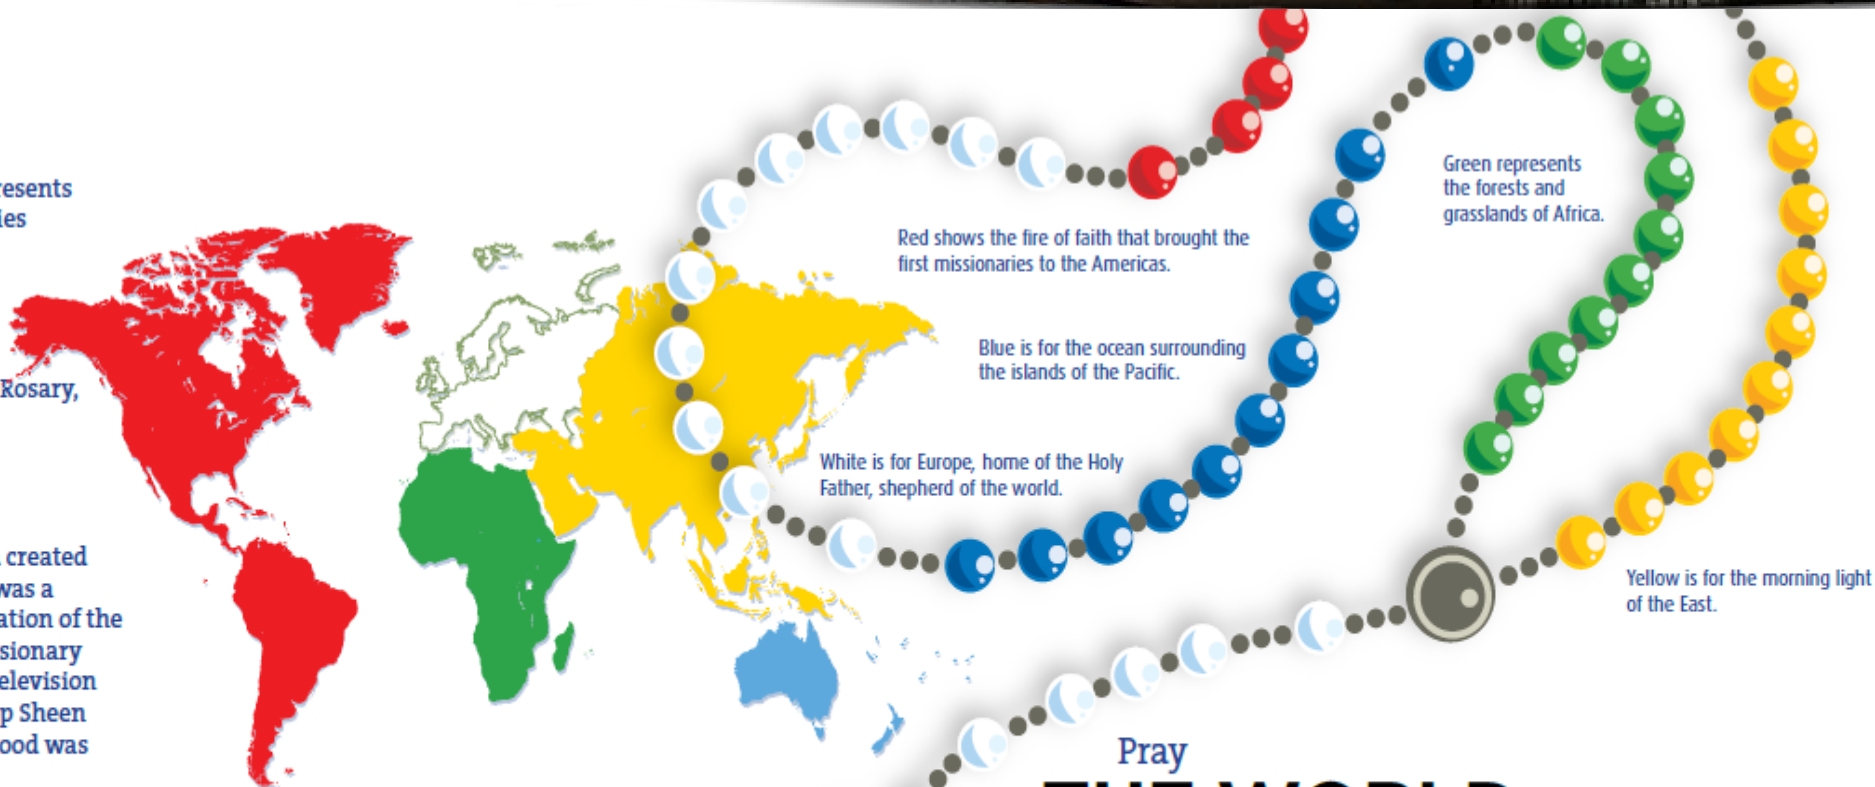 resents
ies
Rosary,
created
was a
ation of the
sionary
elevision
p Sheen
ood was
Red shows the fire of faith that brought the
first missionaries to the Americas.
Blue is for the ocean surrounding
the islands of the Pacific.
White is for Europe, home of the Holy
Father, shepherd of the world.
Green represents
the forests and
grasslands of Africa.
Yellow is for the morning light
of the East.
Pray
THE WORLD